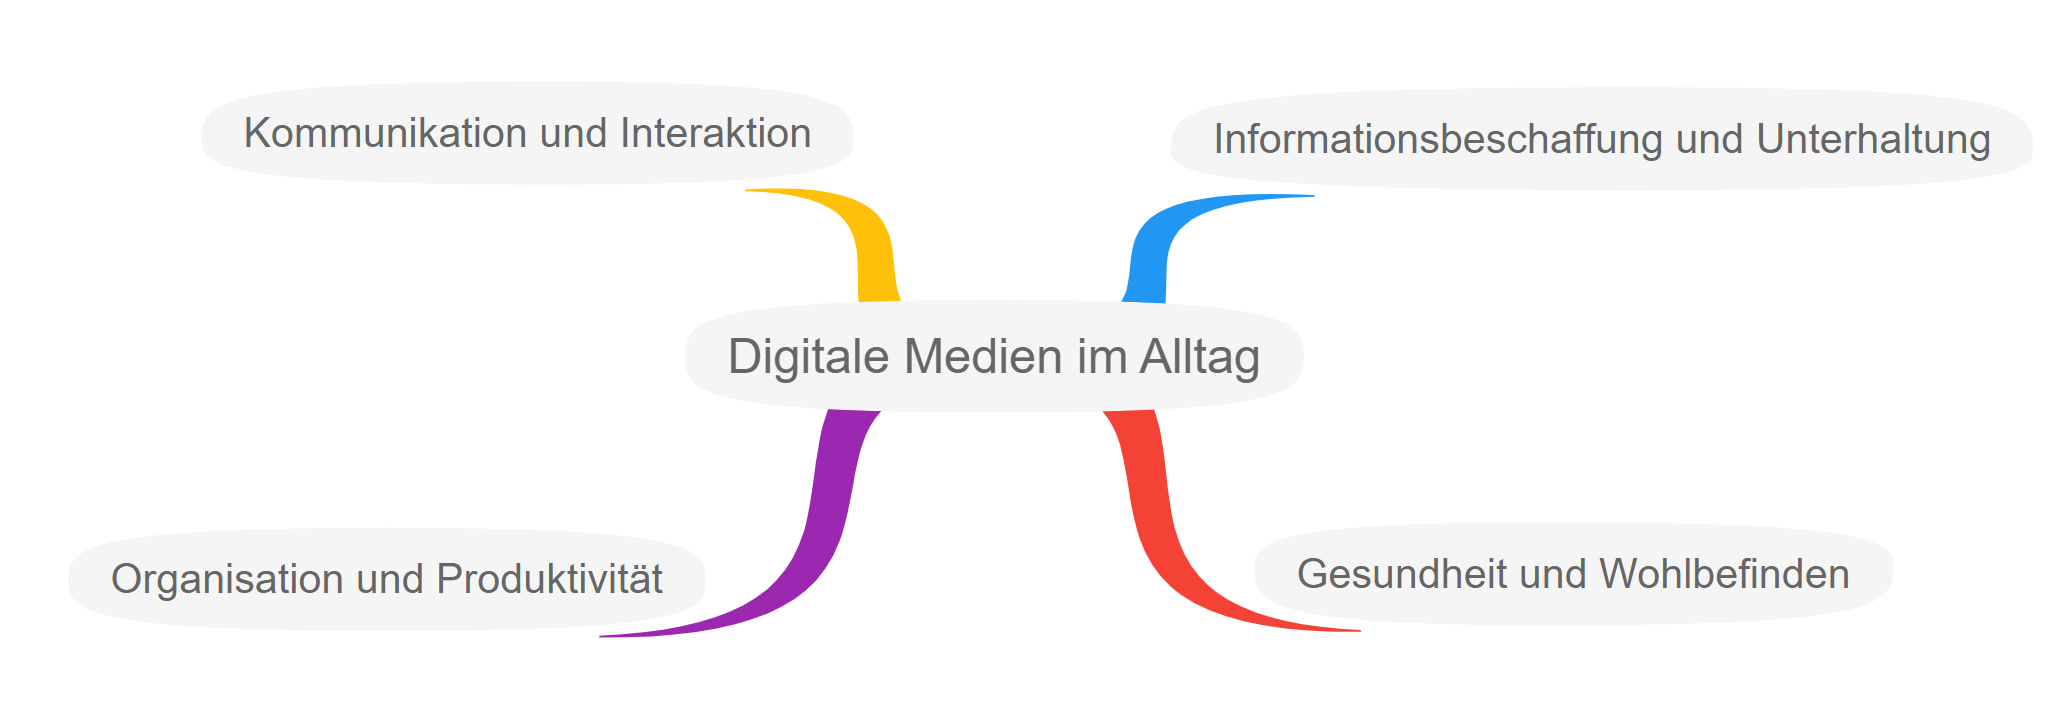 Kommunikation und Interaktion
Informationsbeschaffung und Unterhaltung
Digitale Medien im Alltag
Organisation und Produktivität
Gesundheit und Wohlbefinden